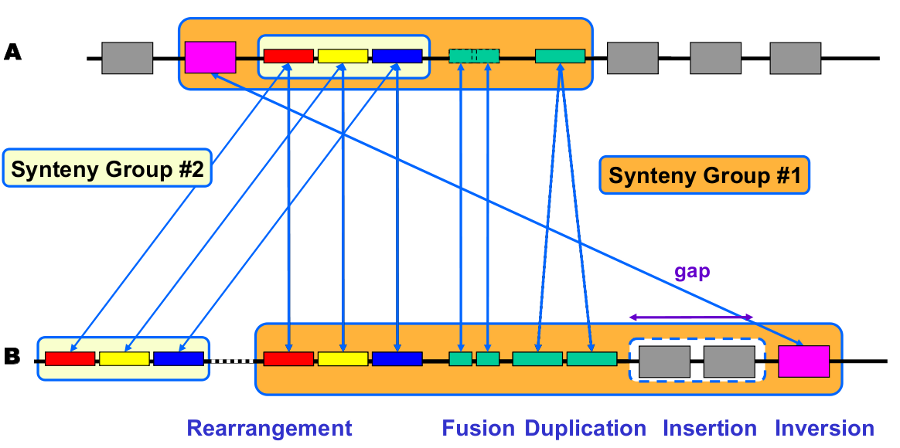 A
Synteny Group #2
Synteny Group #1
gap
B
Rearrangement Fusion Duplication Insertion Inversion